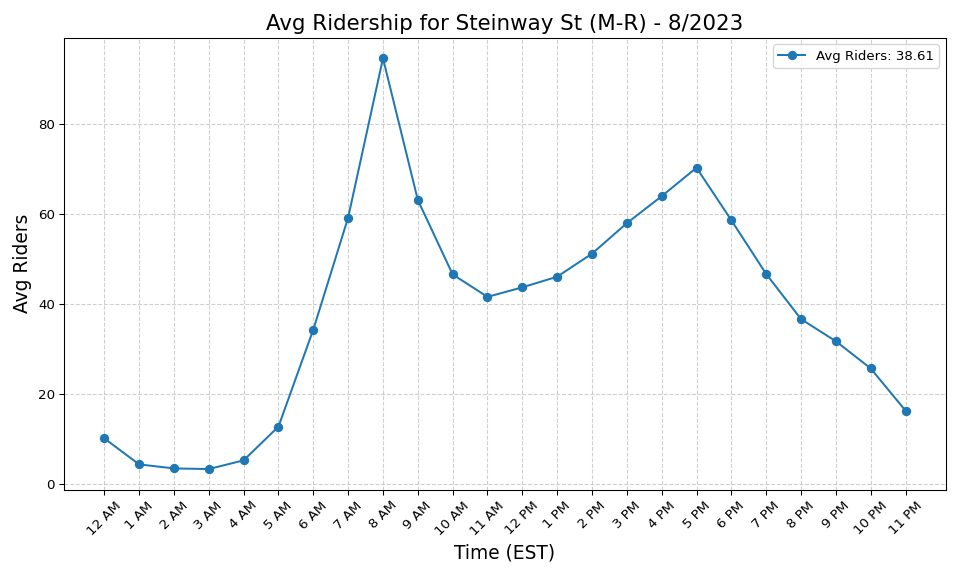 Avg Ridership for Steinway St (M-R) - 8/2023
Avg Riders: 38.61
Avg Riders
80
60
40
20
0
12 AM
1 AM
2 AM
3 AM
4 AM
5 AM
6 AM
7 AM
8 AM
9 AM
10 AM
11 AM
12 PM
1 PM
2 PM
3 PM
4 PM
5 PM
6 PM
7 PM
8 PM
9 PM
10 PM
11 PM
Time (EST)